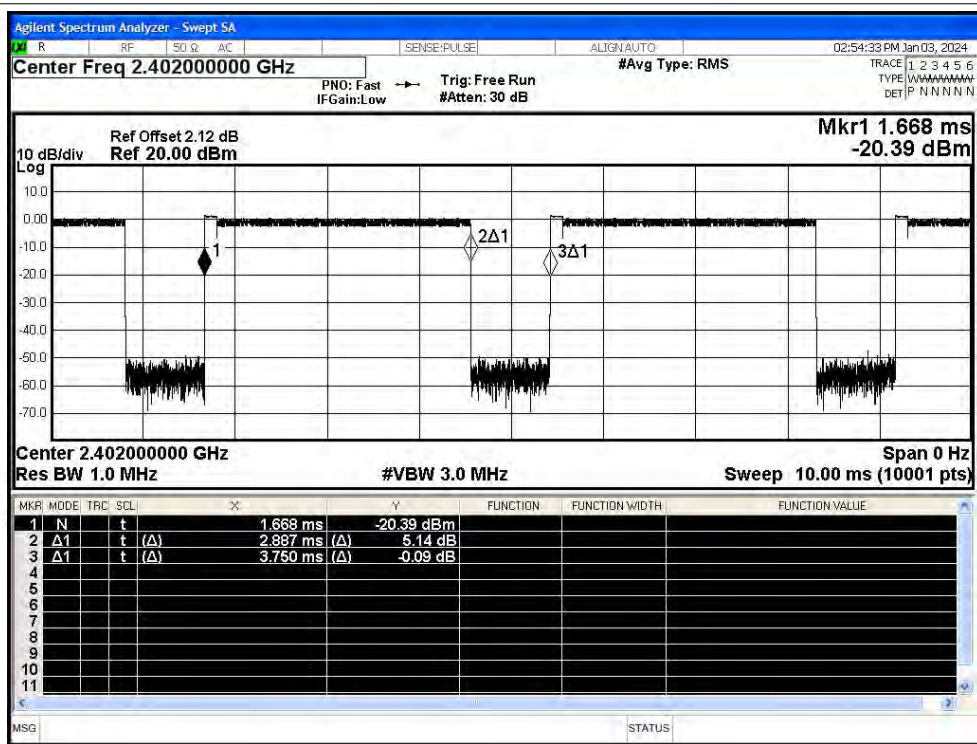 Agilent Spectrum Analyzer - Swept SA
LXI R RF 50 Ω AC SENSE:PULSE ALIGN AUTO 02:54:33 PM Jan 03, 2024
Center Freq 2.402000000 GHz #Avg Type: RMS TRACE 1 2 3 4 5 6
PNO: Fast Trig: Free Run TYPE WWWWWW
IFGain:Low #Atten: 30 dB DET P N N N N N
Mkr1 1.668 ms
Ref Offset 2.12 dB
10 dB/div Ref 20.00 dBm -20.39 dBm
Log
10.0
0.00
2Δ1
-10.0
1
3Δ1
-20.0
-30.0
-40.0
-50.0
-60.0
-70.0
Center 2.402000000 GHz Span 0 Hz
Res BW 1.0 MHz #VBW 3.0 MHz Sweep 10.00 ms (10001 pts)
MKR MODE TRC SCL X Y FUNCTION FUNCTION WIDTH FUNCTION VALUE
1 N t 1.668 ms -20.39 dBm
2 Δ1 t (Δ) 2.887 ms (Δ) 5.14 dB
3 Δ1 t (Δ) 3.750 ms (Δ) -0.09 dB
4
5
6
7
8
9
10
11
MSG STATUS